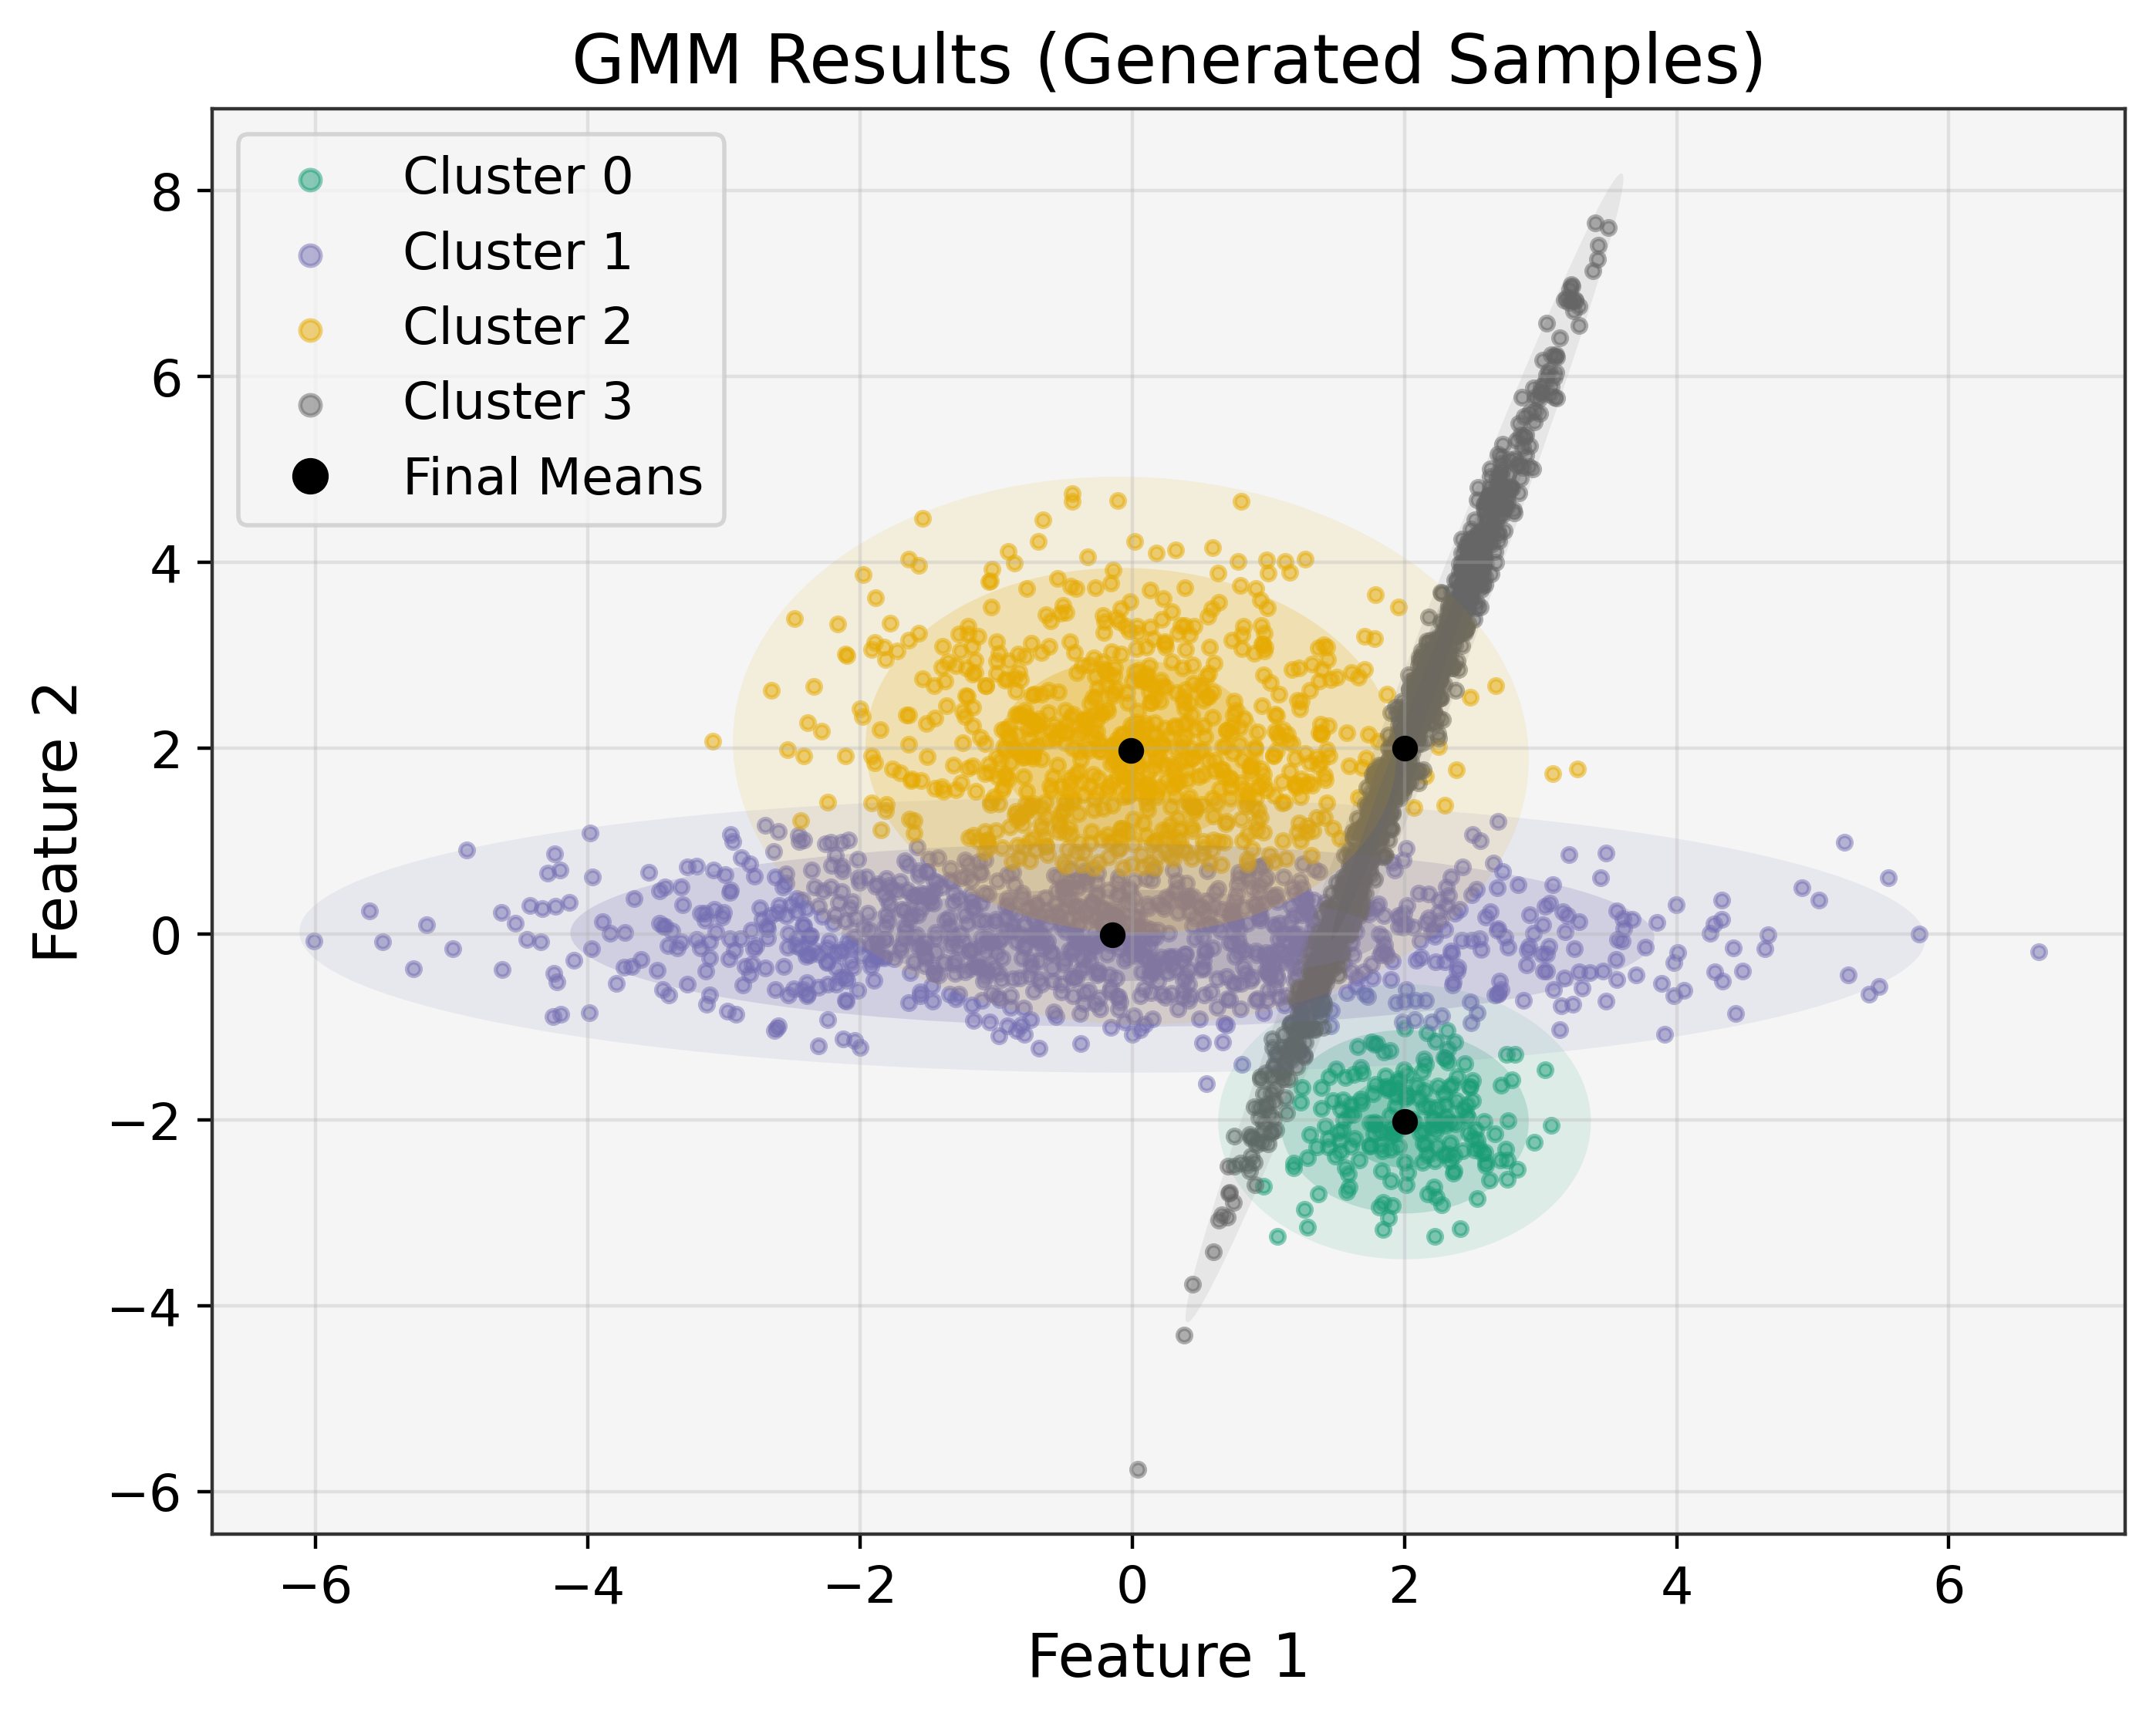 GMM Results (Generated Samples)
Cluster 0
Cluster 1
Cluster 2
Cluster 3
Final Means
8
6
4
2
0
−2
−4
−6
Feature 2
−6 −4 −2 0 2 4 6
Feature 1